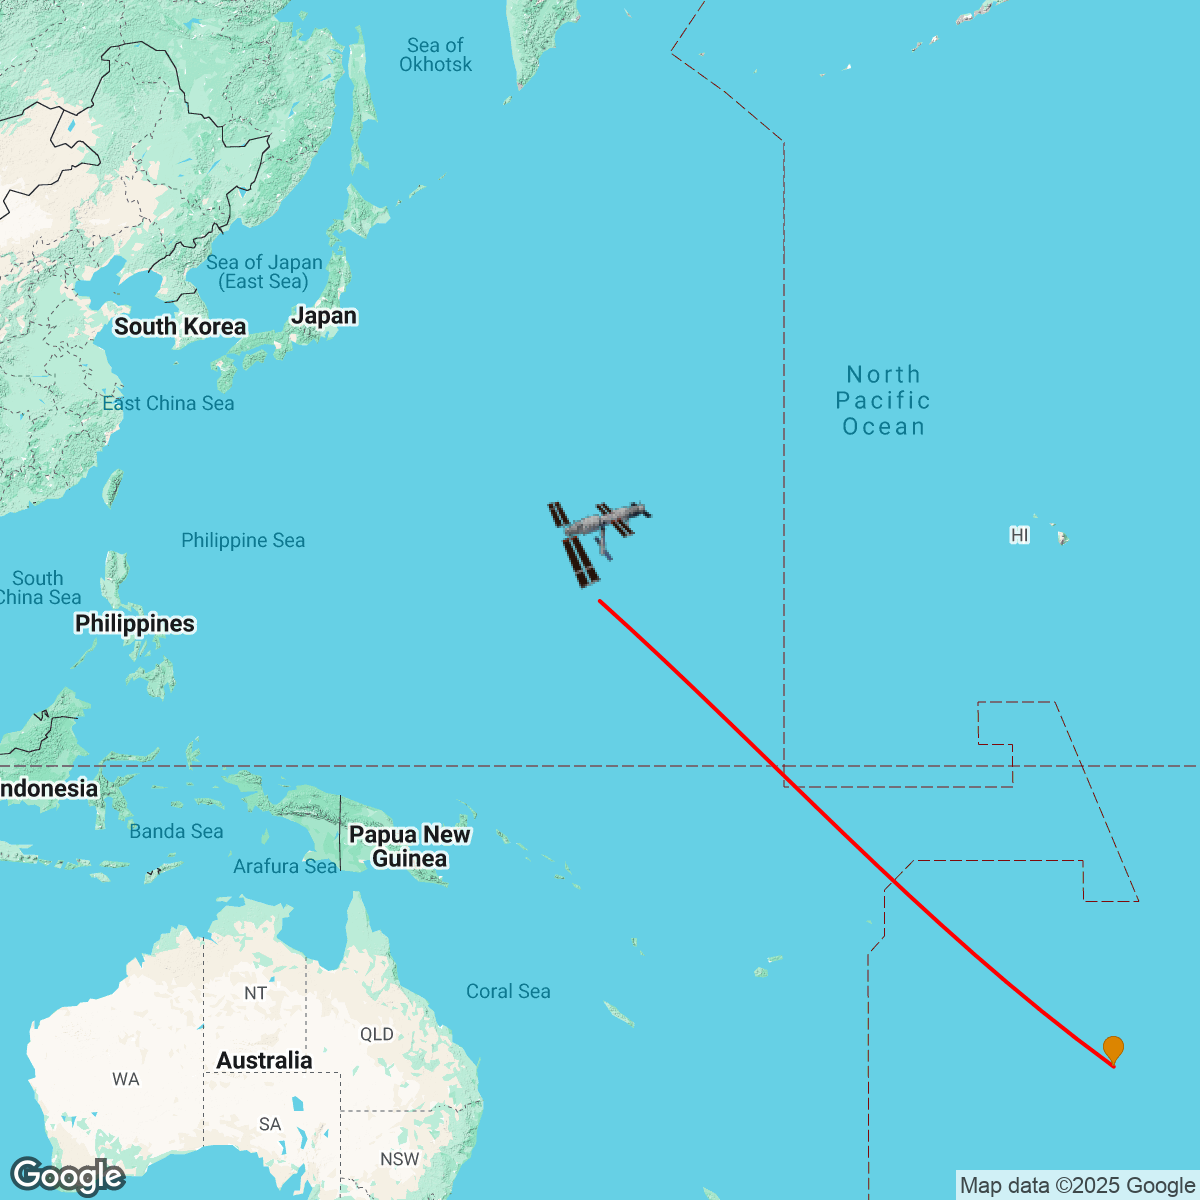 Sea of
Okhotsk
Sea of Japan
(East Sea)
Japan
South Korea
North
Pacific
Ocean
East China Sea
HI
Philippine Sea
South
China Sea
Philippines
ndonesia
Banda Sea
Papua New
Guinea
Arafura Sea
Coral Sea
NT
QLD
Australia
WA
SA
NSW
Google
Map data ©2025 Google